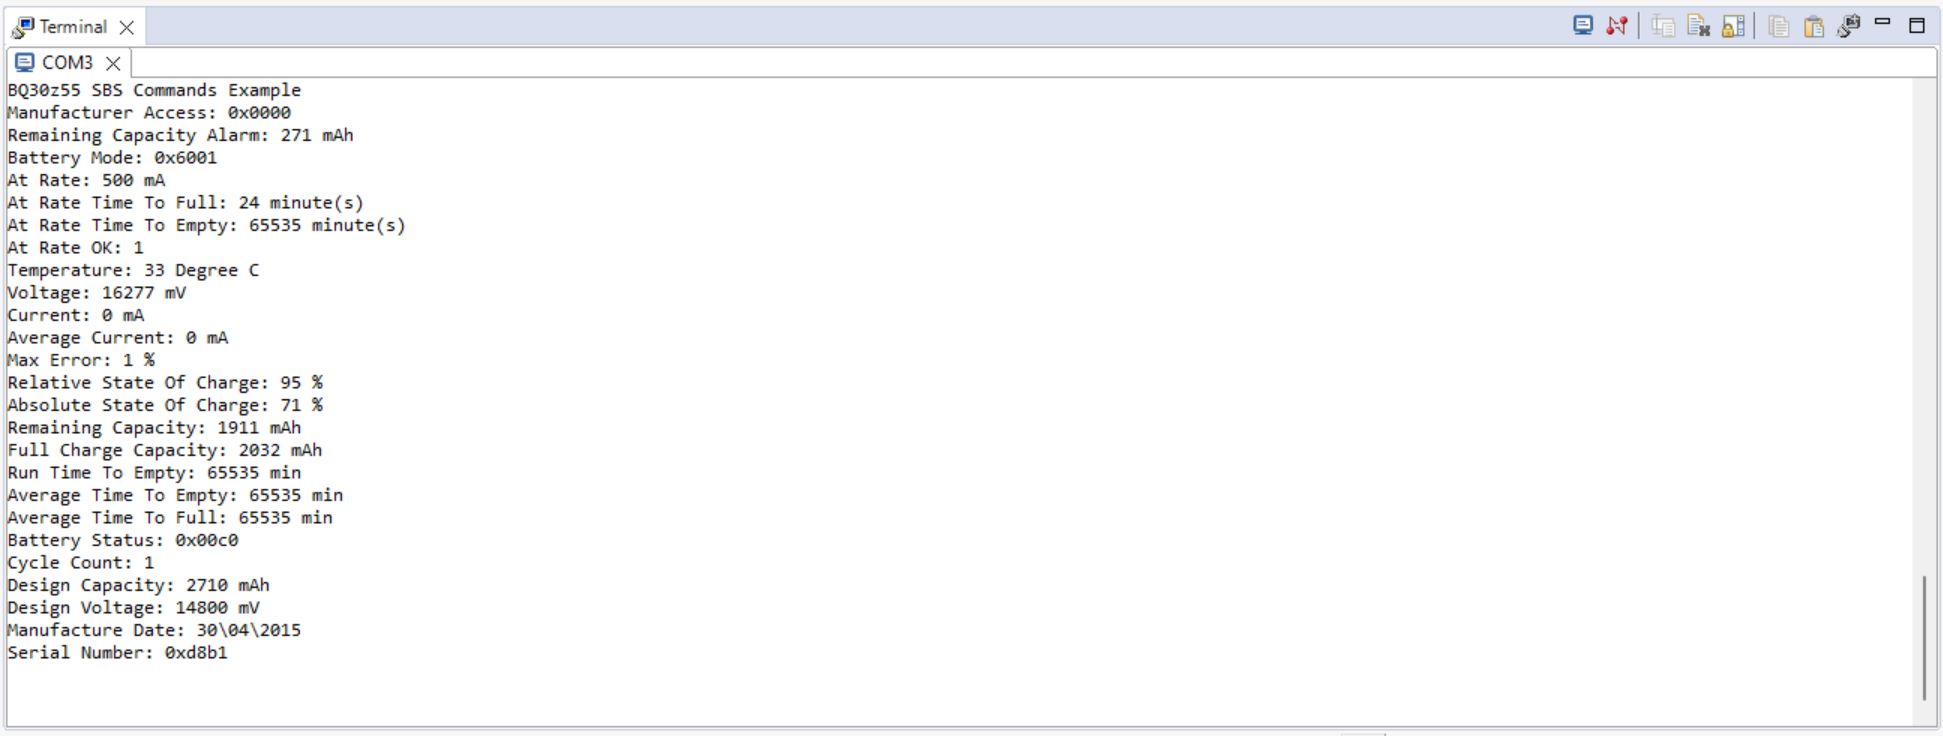 Terminal
COM3
BQ30z55 SBS Commands Example
Manufacturer Access: 0x0000
Remaining Capacity Alarm: 271 mAh
Battery Mode: 0x6001
At Rate: 500 mA
At Rate Time To Full: 24 minute(s)
At Rate Time To Empty: 65535 minute(s)
At Rate OK: 1
Temperature: 33 Degree C
Voltage: 16277 mV
Current: 0 mA
Average Current: 0 mA
Max Error: 1 %
Relative State Of Charge: 95 %
Absolute State Of Charge: 71 %
Remaining Capacity: 1911 mAh
Full Charge Capacity: 2032 mAh
Run Time To Empty: 65535 min
Average Time To Empty: 65535 min
Average Time To Full: 65535 min
Battery Status: 0x00c0
Cycle Count: 1
Design Capacity: 2710 mAh
Design Voltage: 14800 mV
Manufacture Date: 30\04\2015
Serial Number: 0xd8b1